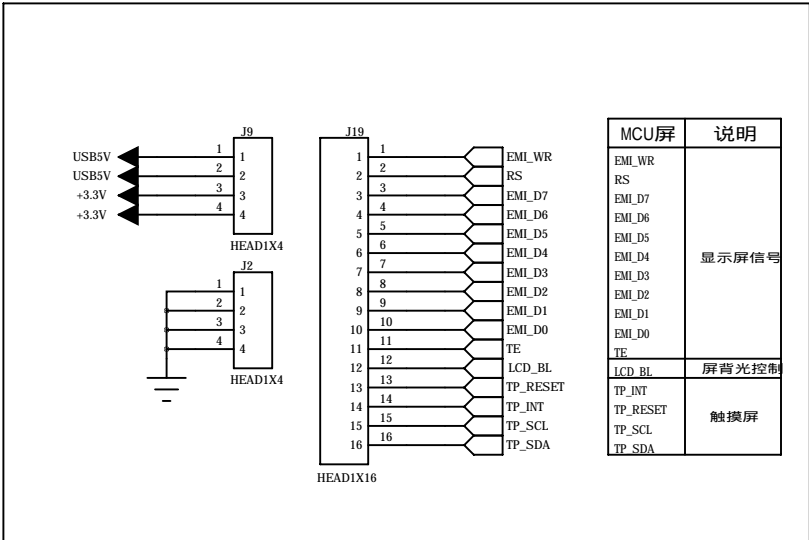 J9
USB5V 1 1
USB5V 2 2
+3.3V 3 3
+3.3V 4 4
HEAD1X4
J2
1 1
2 2
3 3
4 4
HEAD1X4
J19
1 1 EMI_WR
2 2 RS
3 3 EMI_D7
4 4 EMI_D6
5 5 EMI_D5
6 6 EMI_D4
7 7 EMI_D3
8 8 EMI_D2
9 9 EMI_D1
10 10 EMI_D0
11 11 TE
12 12 LCD_BL
13 13 TP_RESET
14 14 TP_INT
15 15 TP_SCL
16 16 TP_SDA
HEAD1X16
MCU屏 说明
EMI_WR
RS
EMI_D7
EMI_D6
EMI_D5
EMI_D4 显示屏信号
EMI_D3
EMI_D2
EMI_D1
EMI_D0
TE
LCD_BL 屏背光控制
TP_INT
TP_RESET 触摸屏
TP_SCL
TP_SDA